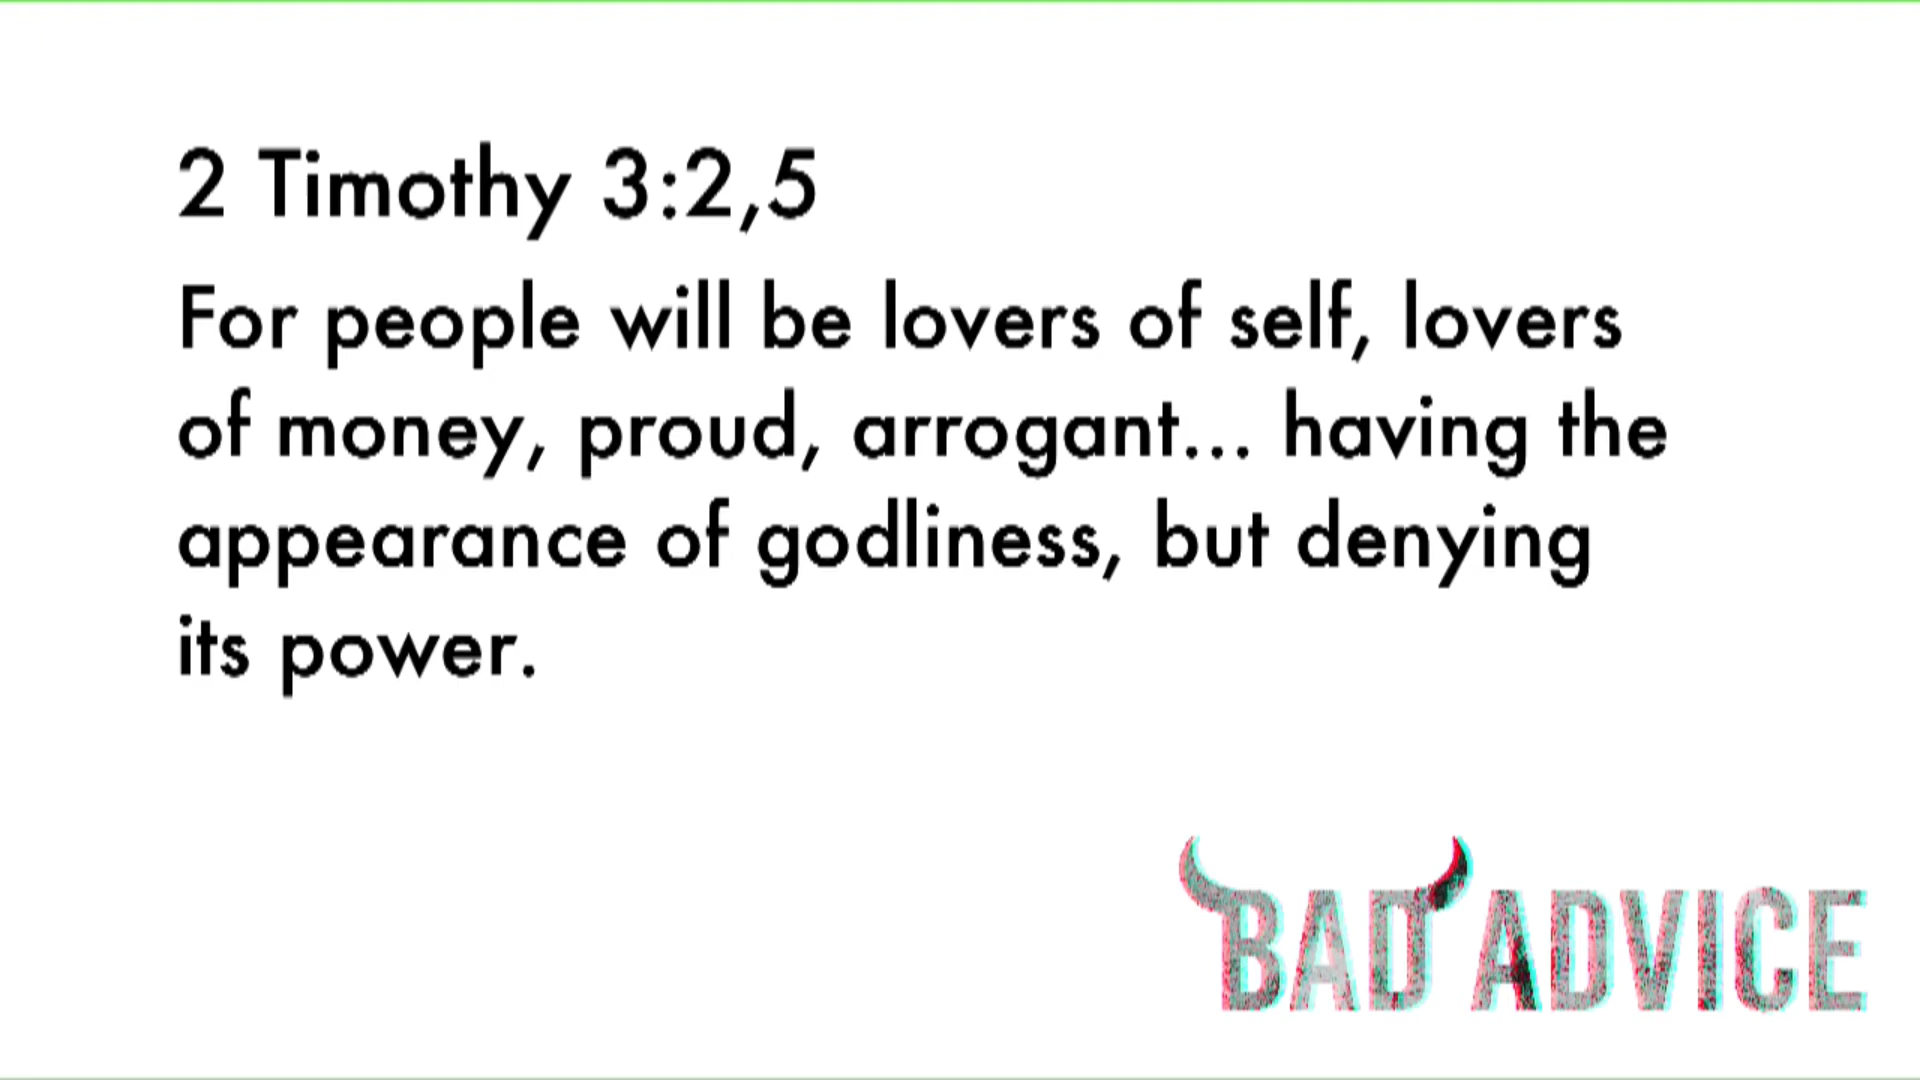 2 Timothy 3:2,5
For people will be lovers of self, lovers
of money, proud, arrogant... having the
appearance of godliness, but denying
its power.
BAD ADVICE